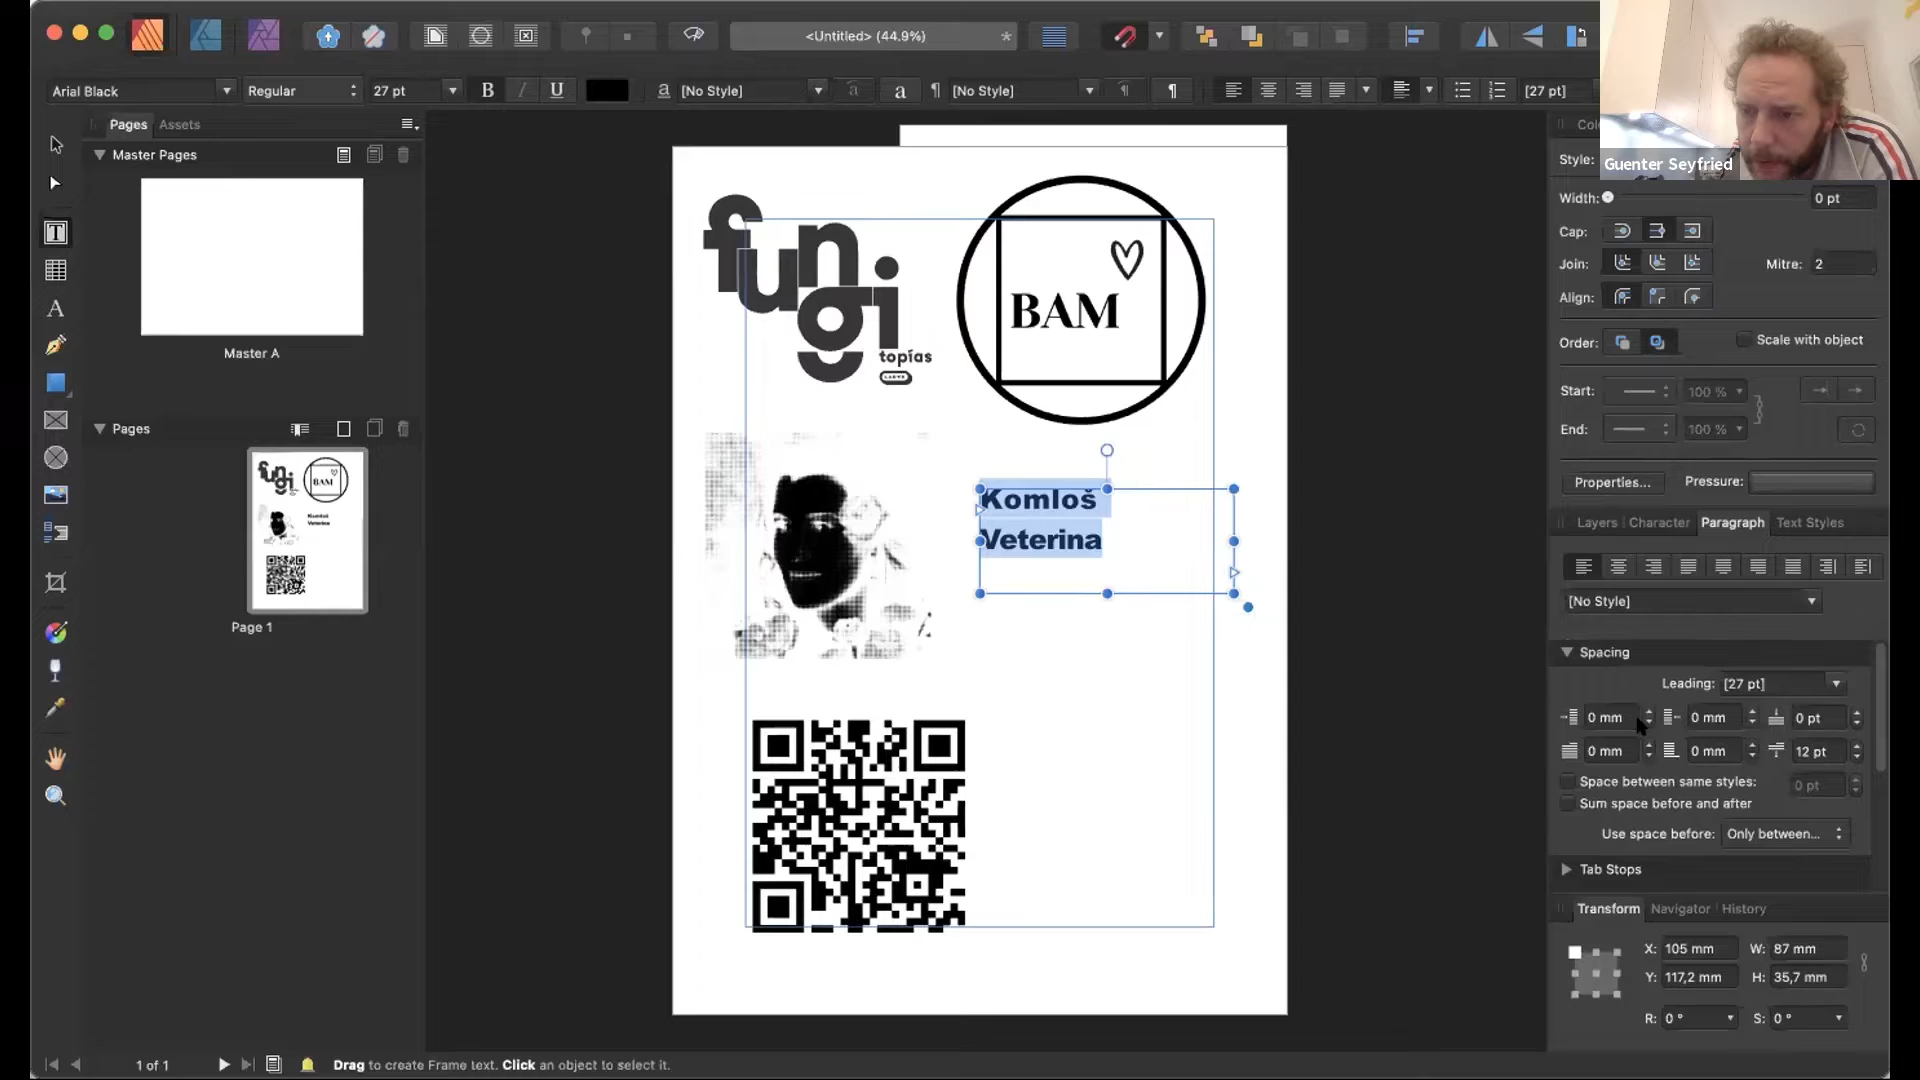 <Untitled> (44.9%)
*
Arial Black
Regular
27 pt
B
I
U
a
[No Style]
a
a
¶
[No Style]
¶
¶
[27 pt]
Pages
Assets
Master Pages
Master A
Pages
Page 1
fungi
topías
BAM
Komloš
Veterina
Guenter Seyfried
Style:
Width:
0 pt
Cap:
Join:
Mitre:
2
Align:
Order:
Scale with object
Start:
100 %
End:
100 %
Properties...
Pressure:
Layers
Character
Paragraph
Text Styles
[No Style]
Spacing
Leading:
[27 pt]
0 mm
0 mm
0 pt
0 mm
0 mm
12 pt
Space between same styles:
0 pt
Sum space before and after
Use space before:
Only between...
Tab Stops
Transform
Navigator
History
X:
105 mm
W:
87 mm
Y:
117,2 mm
H:
35,7 mm
R:
0 °
S:
0 °
1 of 1
Drag to create Frame text. Click an object to select it.